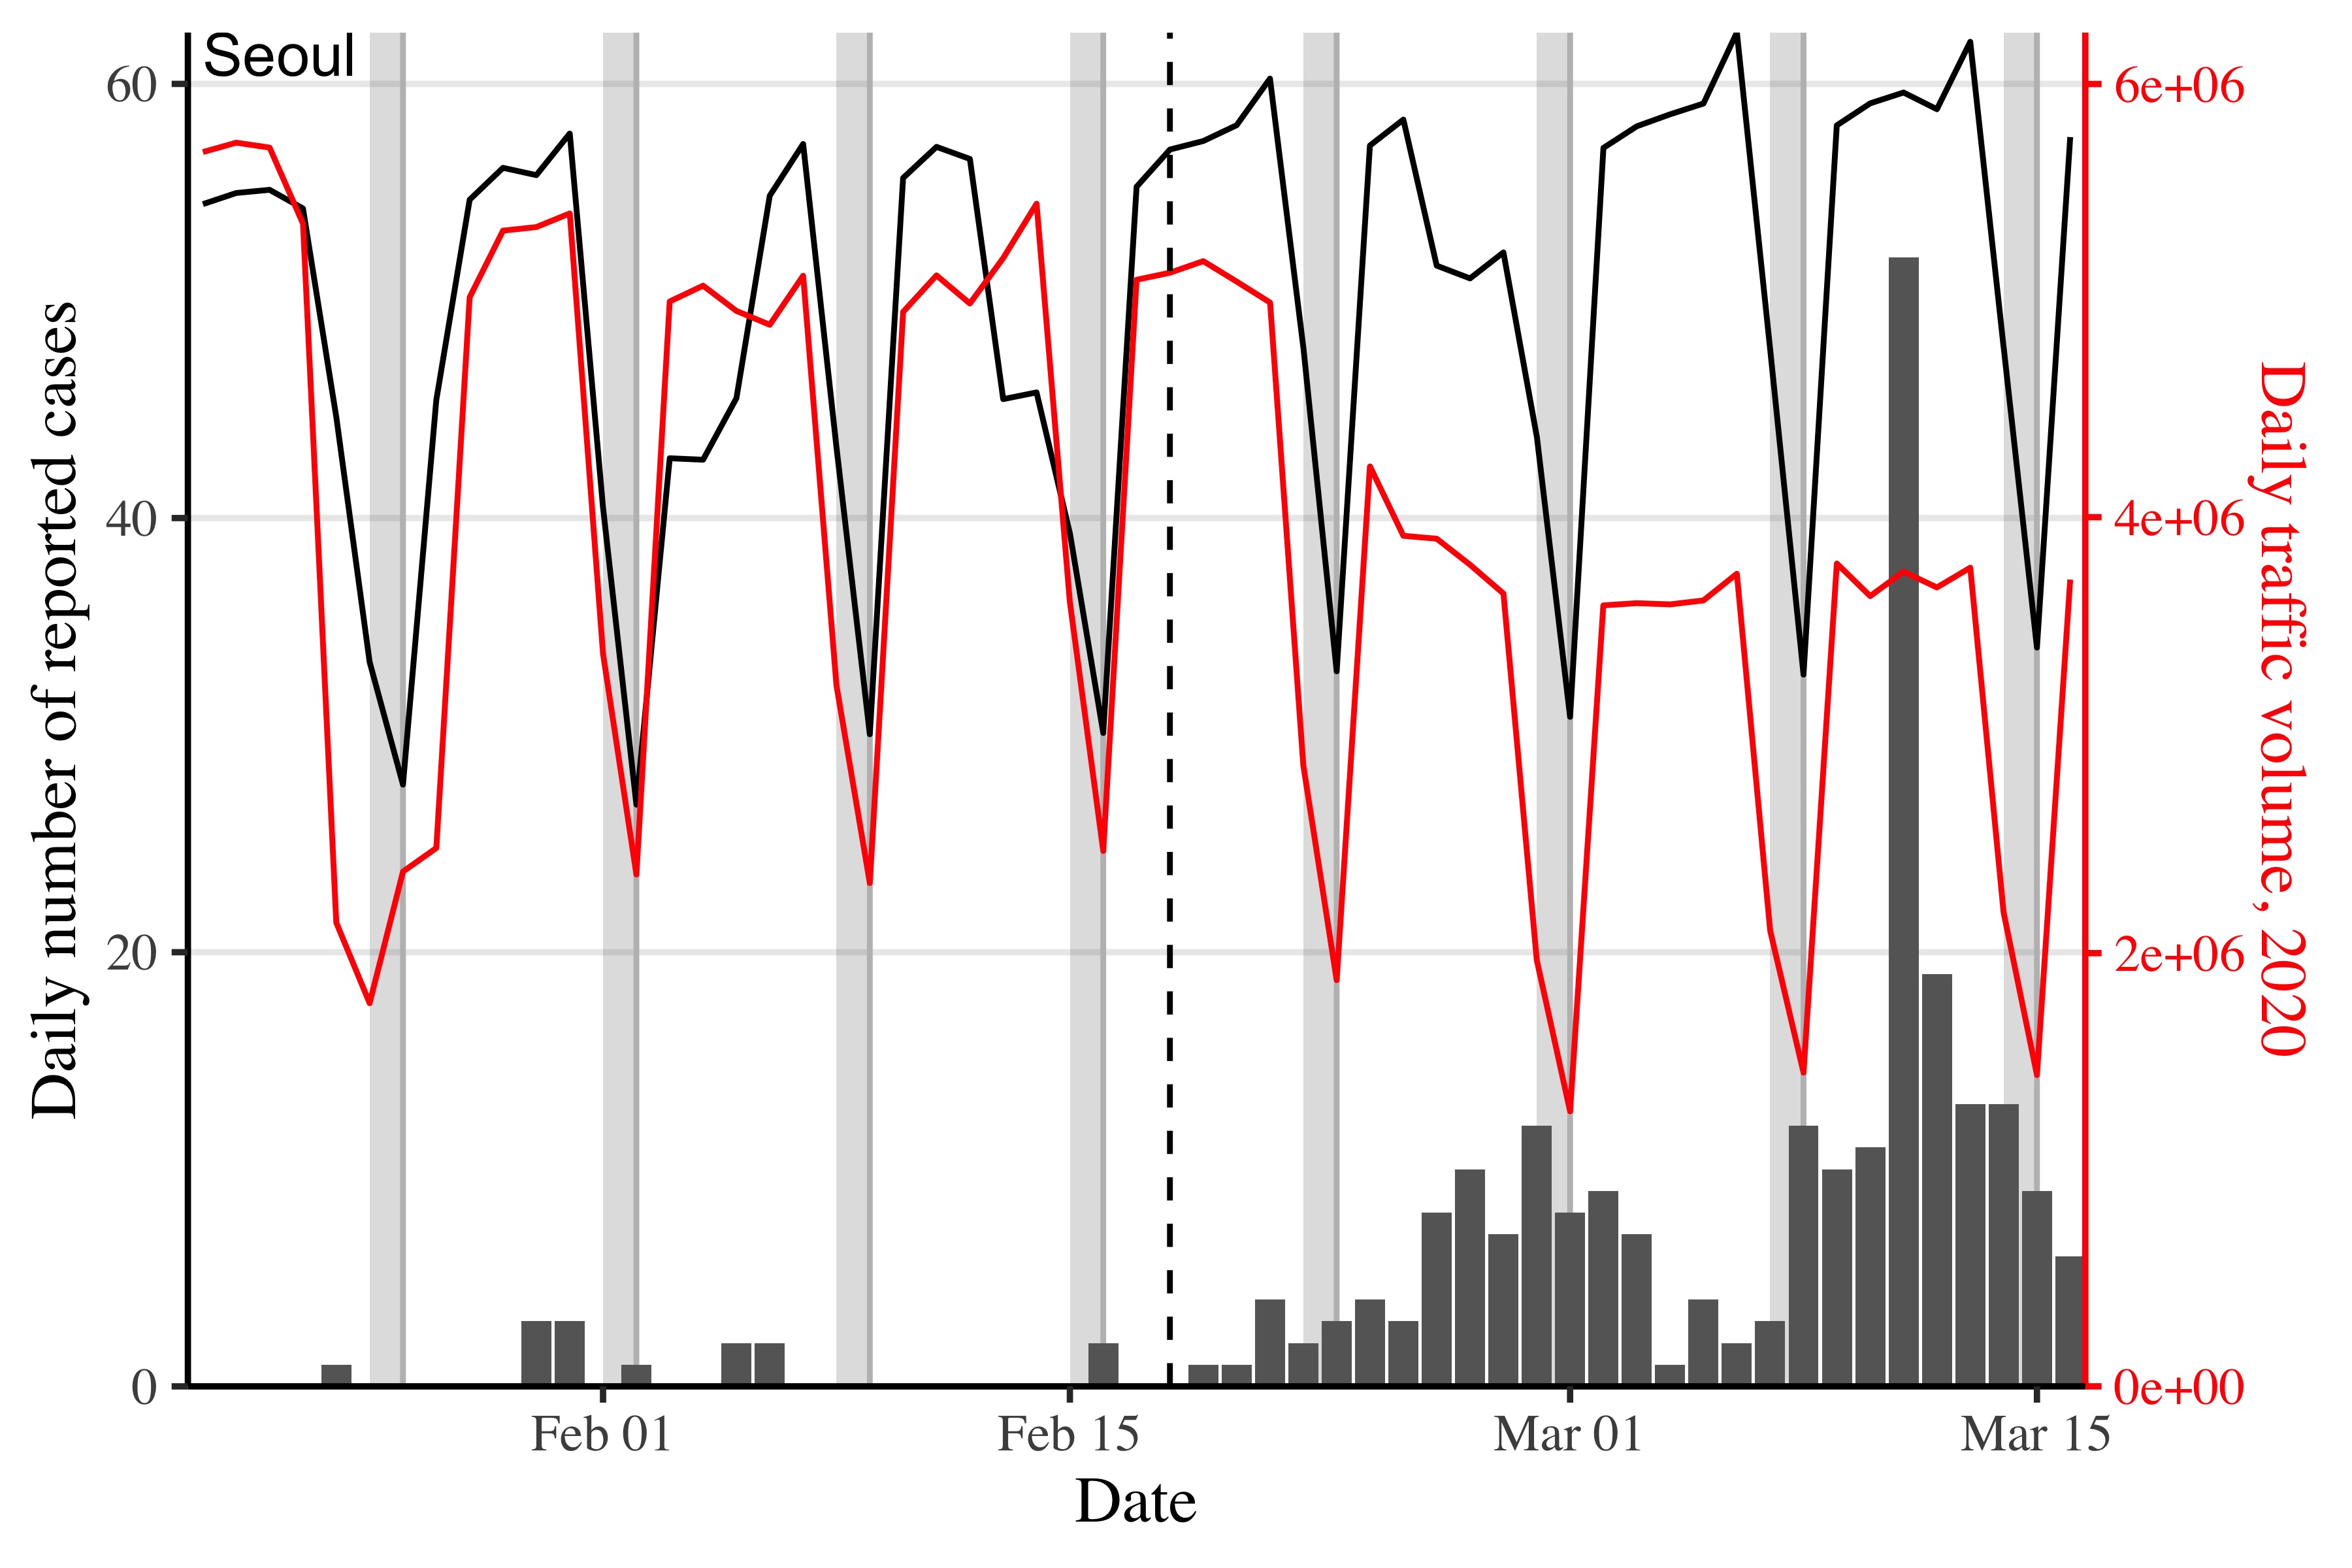 Seoul
Daily number of reported cases
60
40
20
0
6e+06
4e+06
2e+06
0e+00
Daily traffic volume, 2020
Feb 01
Feb 15
Mar 01
Mar 15
Date